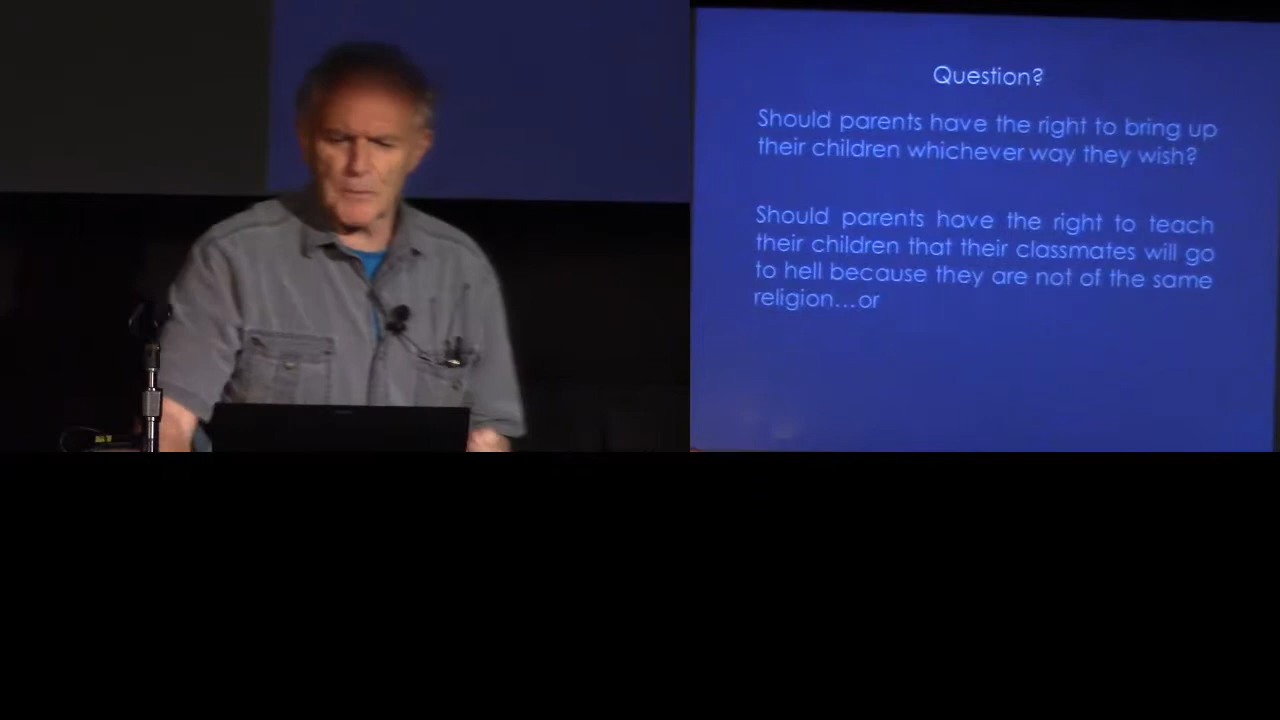 Question?
Should parents have the right to bring up
their children whichever way they wish?
Should parents have the right to teach
their children that their classmates will go
to hell because they are not of the same
religion...or